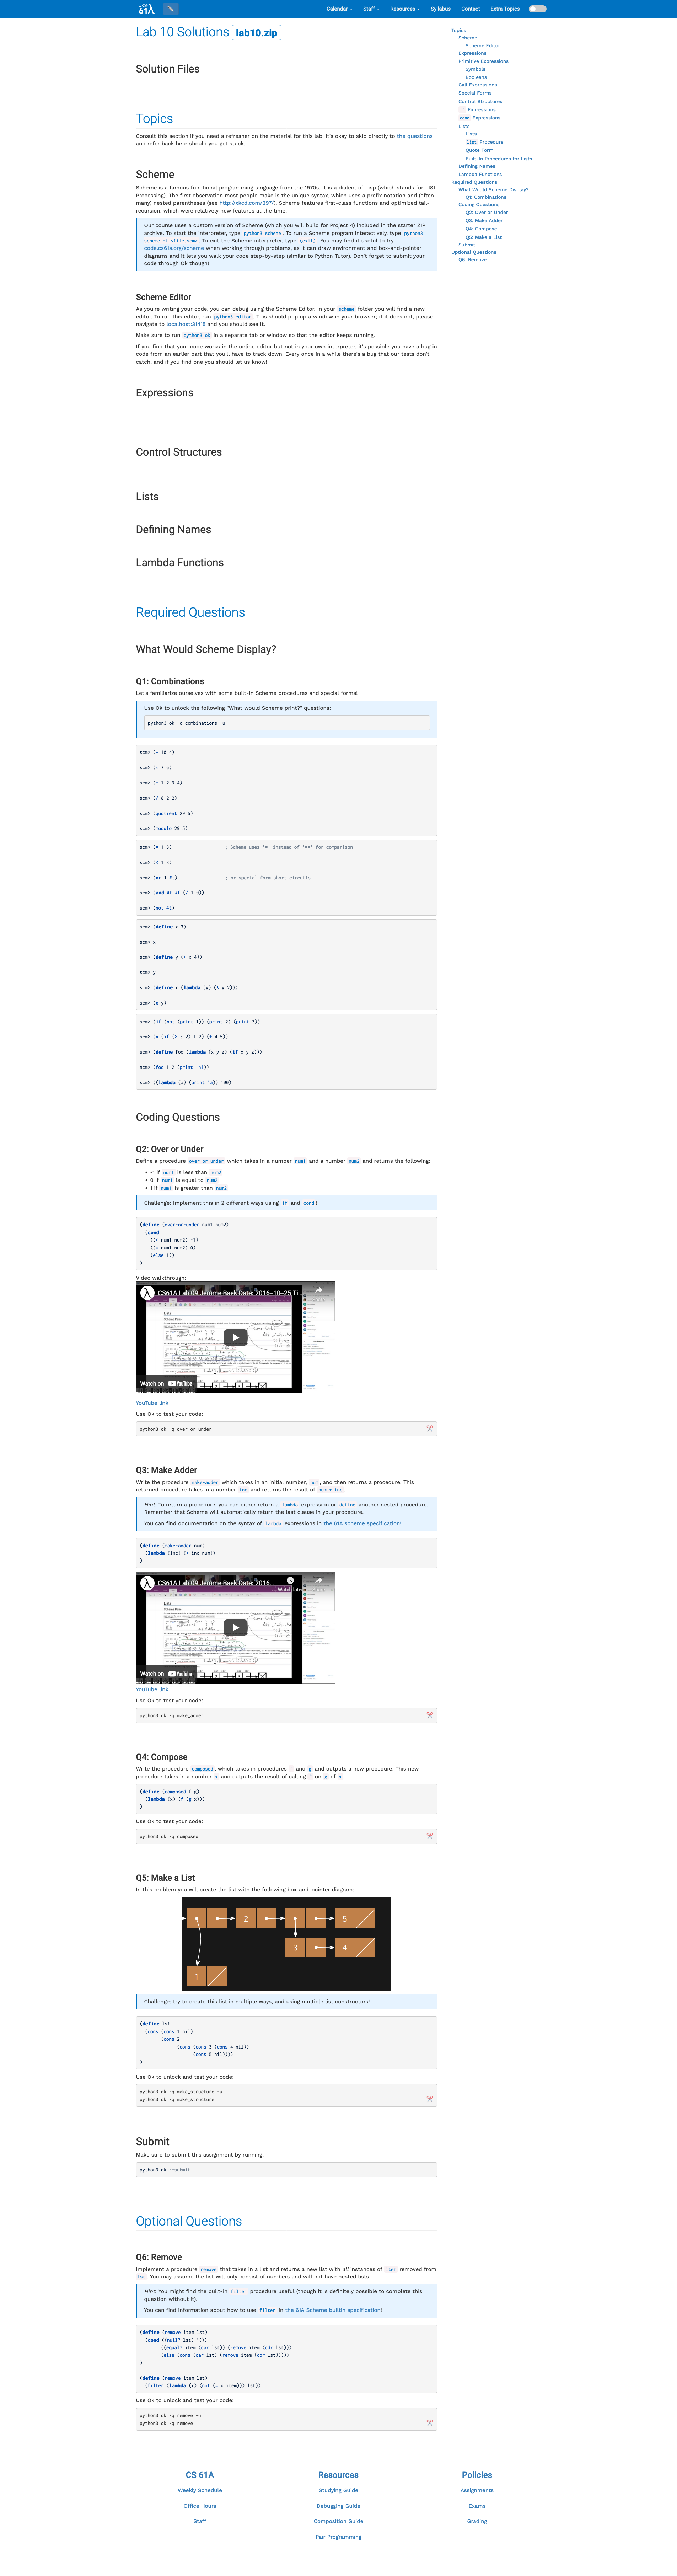 CS 61A
Calendar
Staff
Resources
Syllabus
Contact
Extra Topics
Lab 10 Solutions lab10.zip
Solution Files
Topics
Consult this section if you need a refresher on the material for this lab. It's okay to skip directly to the questions
and refer back here should you get stuck.
Scheme
Scheme is a famous functional programming language from the 1970s. It is a dialect of Lisp (which stands for LISt
Processing). The first observation most people make is the unique syntax, which uses a prefix notation and (often
many) nested parentheses (see http://xkcd.com/297/). Scheme features first-class functions and optimized tail-
recursion, which were relatively new features at the time.
Our course uses a custom version of Scheme (which you will build for Project 4) included in the starter ZIP
archive. To start the interpreter, type python3 scheme. To run a Scheme program interactively, type python3
scheme -i <file.scm>. To exit the Scheme interpreter, type (exit). You may find it useful to try
code.cs61a.org/scheme when working through problems, as it can draw environment and box-and-pointer
diagrams and it lets you walk your code step-by-step (similar to Python Tutor). Don't forget to submit your
code through Ok though!
Scheme Editor
As you're writing your code, you can debug using the Scheme Editor. In your scheme folder you will find a new
editor. To run this editor, run python3 editor. This should pop up a window in your browser; if it does not, please
navigate to localhost:31415 and you should see it.
Make sure to run python3 ok in a separate tab or window so that the editor keeps running.
If you find that your code works in the online editor but not in your own interpreter, it's possible you have a bug in
code from an earlier part that you'll have to track down. Every once in a while there's a bug that our tests don't
catch, and if you find one you should let us know!
Expressions
Control Structures
Lists
Defining Names
Lambda Functions
Required Questions
What Would Scheme Display?
Q1: Combinations
Let's familiarize ourselves with some built-in Scheme procedures and special forms!
Use Ok to unlock the following "What would Scheme print?" questions:
python3 ok -q combinations -u
scm> (- 10 4)
scm> (* 7 6)
scm> (+ 1 2 3 4)
scm> (/ 8 2 2)
scm> (quotient 29 5)
scm> (modulo 29 5)
scm> (= 1 3) ; Scheme uses '=' instead of '==' for comparison
scm> (< 1 3)
scm> (or 1 #t) ; or special form short circuits
scm> (and #t #f (/ 1 0))
scm> (not #t)
scm> (define x 3)
scm> x
scm> (define y (+ x 4))
scm> y
scm> (define x (lambda (y) (* y 2)))
scm> (x y)
scm> (if (not (print 1)) (print 2) (print 3))
scm> (* (if (> 3 2) 1 2) (+ 4 5))
scm> (define foo (lambda (x y z) (if x y z)))
scm> (foo 1 2 (print 'hi))
scm> ((lambda (a) (print 'a)) 100)
Coding Questions
Q2: Over or Under
Define a procedure over-or-under which takes in a number num1 and a number num2 and returns the following:
-1 if num1 is less than num2
0 if num1 is equal to num2
1 if num1 is greater than num2
Challenge: Implement this in 2 different ways using if and cond!
(define (over-or-under num1 num2)
(cond
((< num1 num2) -1)
((= num1 num2) 0)
(else 1))
)
Video walkthrough:
CS61A Lab 09 Jerome Baek Date: 2016-10-25 Ti...
Watch on YouTube
YouTube link
Use Ok to test your code:
python3 ok -q over_or_under
Q3: Make Adder
Write the procedure make-adder which takes in an initial number, num, and then returns a procedure. This
returned procedure takes in a number inc and returns the result of num + inc.
Hint: To return a procedure, you can either return a lambda expression or define another nested procedure.
Remember that Scheme will automatically return the last clause in your procedure.
You can find documentation on the syntax of lambda expressions in the 61A scheme specification!
(define (make-adder num)
(lambda (inc) (+ inc num))
)
CS61A Lab 09 Jerome Baek Date: 2016...
Watch later
Watch on YouTube
YouTube link
Use Ok to test your code:
python3 ok -q make_adder
Q4: Compose
Write the procedure composed, which takes in procedures f and g and outputs a new procedure. This new
procedure takes in a number x and outputs the result of calling f on g of x.
(define (composed f g)
(lambda (x) (f (g x)))
)
Use Ok to test your code:
python3 ok -q composed
Q5: Make a List
In this problem you will create the list with the following box-and-pointer diagram:
2
5
3
4
1
Challenge: try to create this list in multiple ways, and using multiple list constructors!
(define lst
(cons (cons 1 nil)
(cons 2
(cons (cons 3 (cons 4 nil))
(cons 5 nil))))
)
Use Ok to unlock and test your code:
python3 ok -q make_structure -u
python3 ok -q make_structure
Submit
Make sure to submit this assignment by running:
python3 ok --submit
Optional Questions
Q6: Remove
Implement a procedure remove that takes in a list and returns a new list with all instances of item removed from
lst. You may assume the list will only consist of numbers and will not have nested lists.
Hint: You might find the built-in filter procedure useful (though it is definitely possible to complete this
question without it).
You can find information about how to use filter in the 61A Scheme builtin specification!
(define (remove item lst)
(cond ((null? lst) '())
((equal? item (car lst)) (remove item (cdr lst)))
(else (cons (car lst) (remove item (cdr lst)))))
)
(define (remove item lst)
(filter (lambda (x) (not (= x item))) lst))
Use Ok to unlock and test your code:
python3 ok -q remove -u
python3 ok -q remove
Topics
Scheme
Scheme Editor
Expressions
Primitive Expressions
Symbols
Booleans
Call Expressions
Special Forms
Control Structures
if Expressions
cond Expressions
Lists
Lists
list Procedure
Quote Form
Built-In Procedures for Lists
Defining Names
Lambda Functions
Required Questions
What Would Scheme Display?
Q1: Combinations
Coding Questions
Q2: Over or Under
Q3: Make Adder
Q4: Compose
Q5: Make a List
Submit
Optional Questions
Q6: Remove
CS 61A
Weekly Schedule
Office Hours
Staff
Resources
Studying Guide
Debugging Guide
Composition Guide
Pair Programming
Policies
Assignments
Exams
Grading